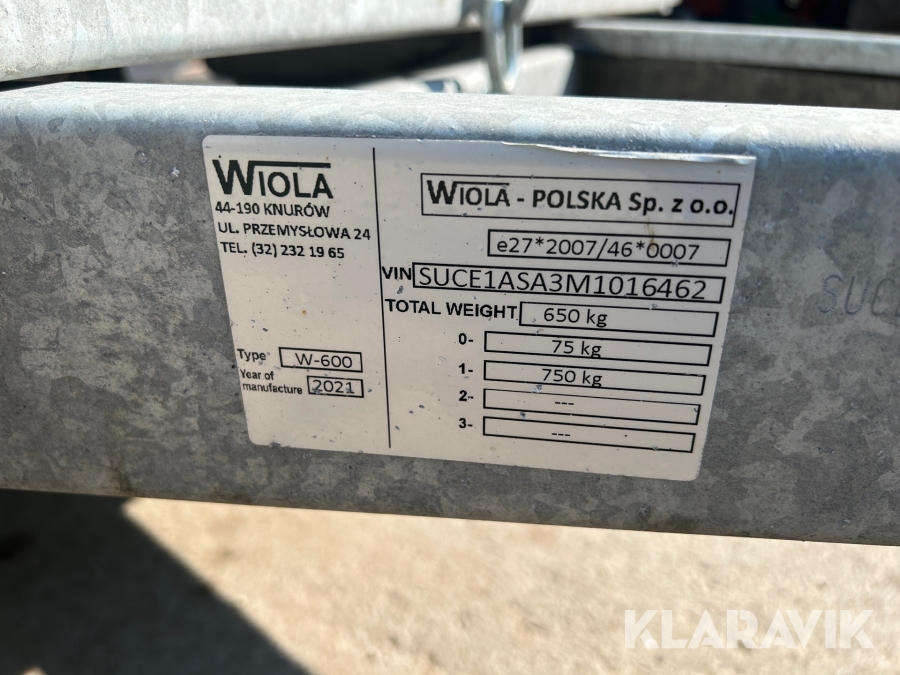 WIOLA
44-190 KNURÓW
UL. PRZEMYSŁOWA 24
TEL. (32) 232 19 65
Type W-600
Year of
manufacture 2021
WIOLA - POLSKA Sp. z o.o.
e27*2007/46*0007
VIN SUCE1ASA3M1016462
TOTAL WEIGHT 650 kg
0- 75 kg
1- 750 kg
2- ---
3- ---
SUCE
KLARAVIK